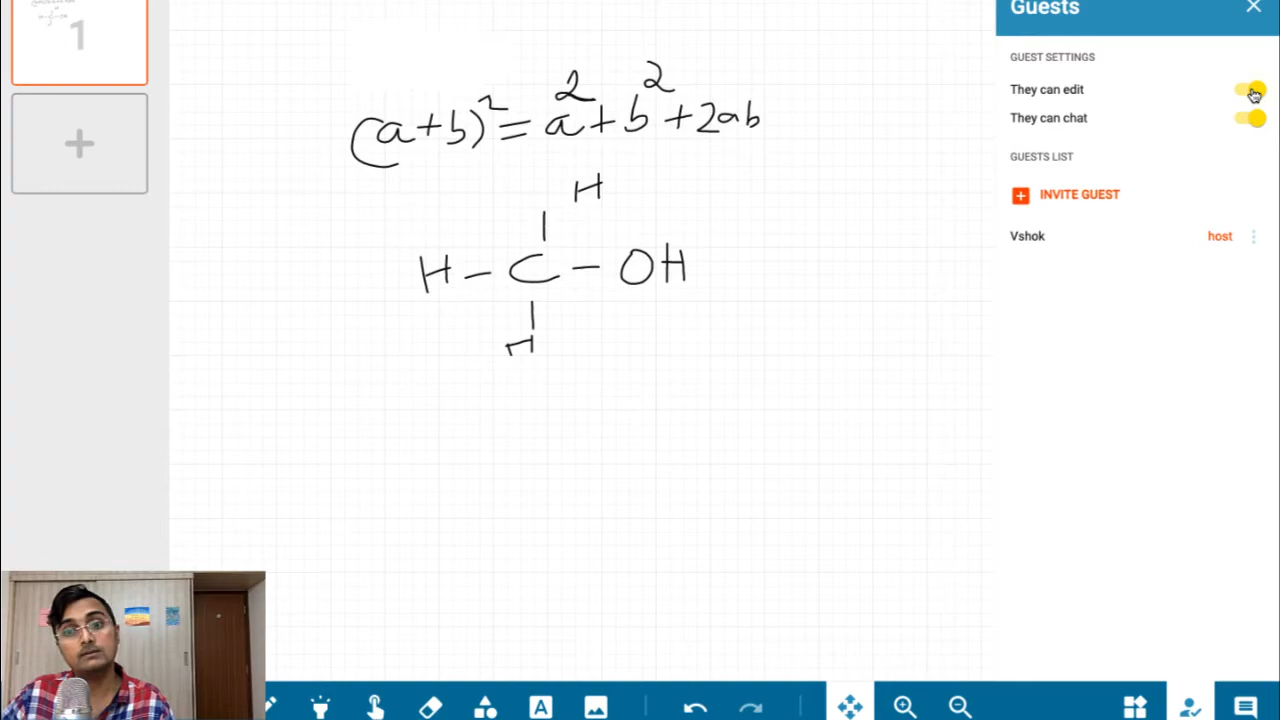 Guests
1
GUEST SETTINGS
They can edit
They can chat
GUESTS LIST
INVITE GUEST
Vshok host
(a+b)²=a²+b²+2ab
H
H–C–OH
H
A